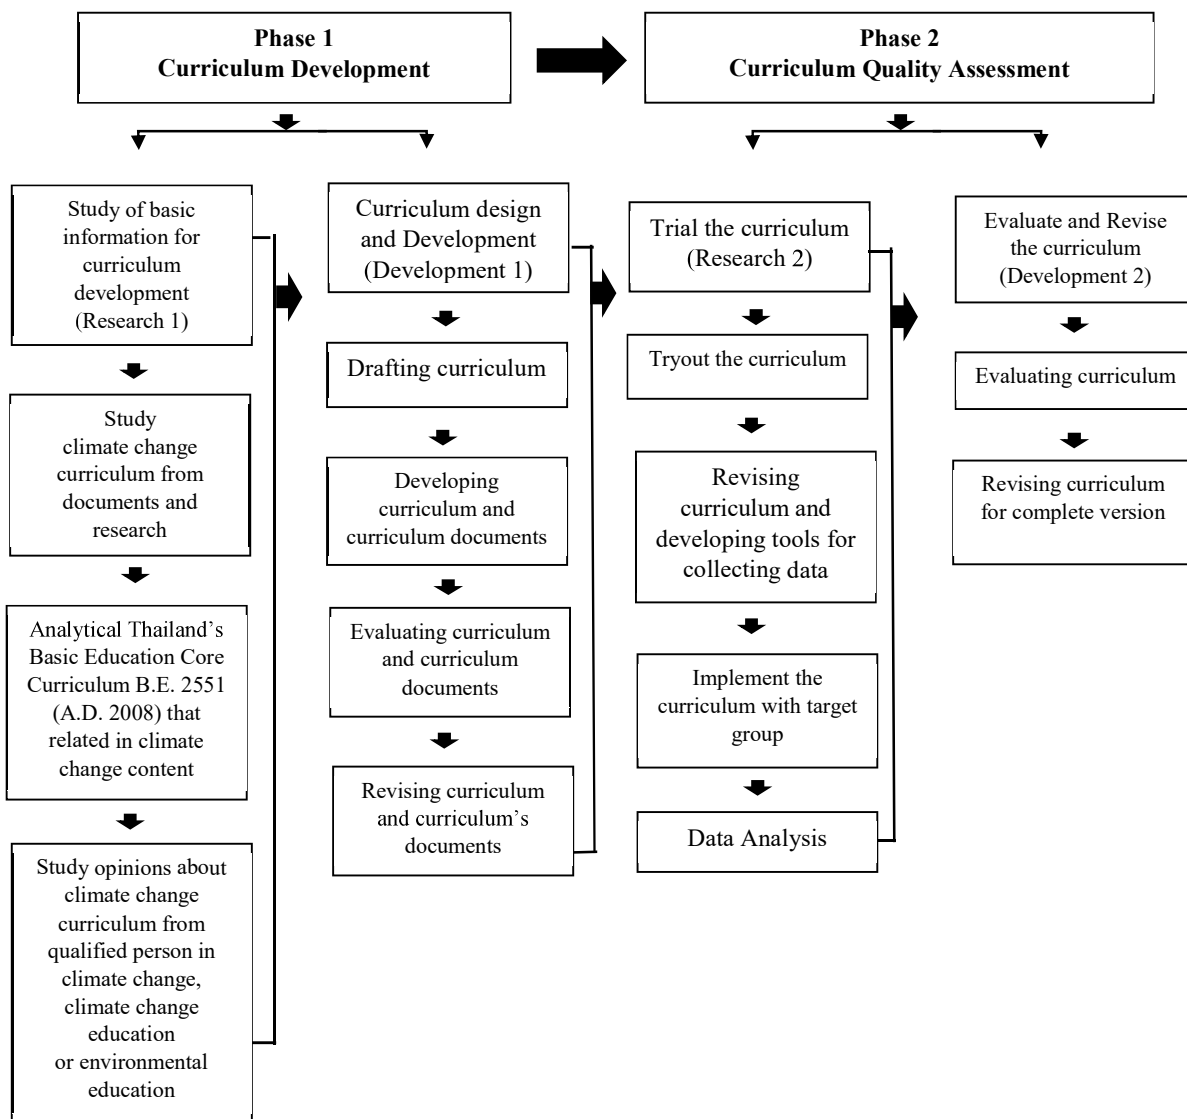 Phase 1
Curriculum Development
Phase 2
Curriculum Quality Assessment
Study of basic
information for
curriculum
development
(Research 1)
Study
climate change
curriculum from
documents and
research
Analytical Thailand’s
Basic Education Core
Curriculum B.E. 2551
(A.D. 2008) that
related in climate
change content
Study opinions about
climate change
curriculum from
qualified person in
climate change,
climate change
education
or environmental
education
Curriculum design
and Development
(Development 1)
Drafting curriculum
Developing
curriculum and
curriculum documents
Evaluating curriculum
and curriculum
documents
Revising curriculum
and curriculum’s
documents
Trial the curriculum
(Research 2)
Tryout the curriculum
Revising
curriculum and
developing tools for
collecting data
Implement the
curriculum with target
group
Data Analysis
Evaluate and Revise
the curriculum
(Development 2)
Evaluating curriculum
Revising curriculum
for complete version